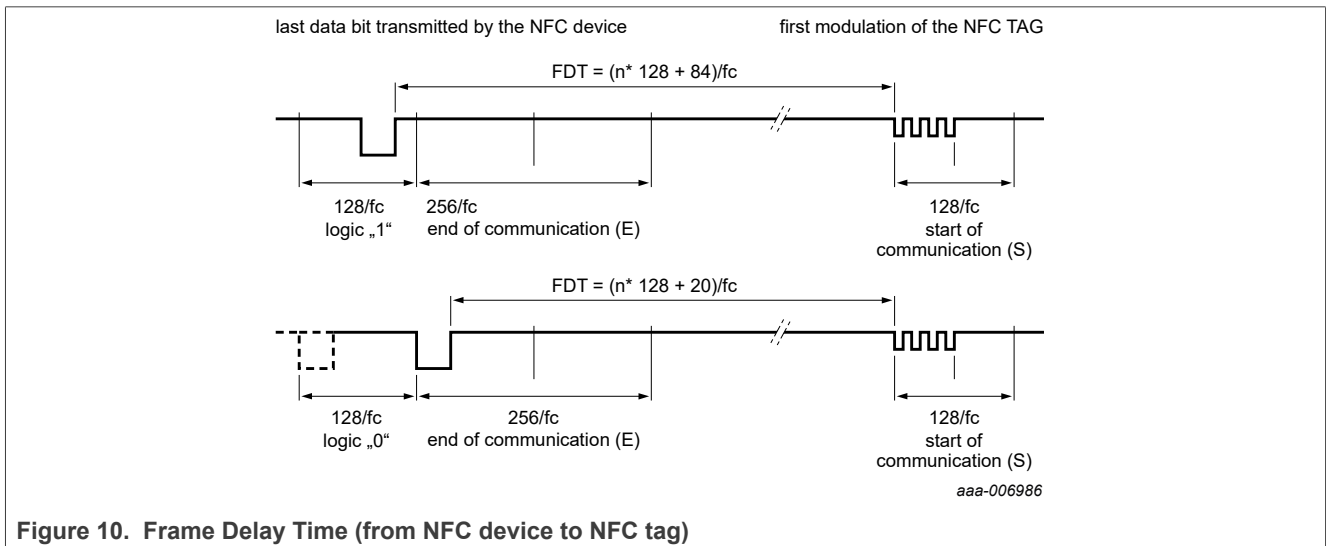 last data bit transmitted by the NFC device first modulation of the NFC TAG
FDT = (n* 128 + 84)/fc
128/fc 256/fc 128/fc
logic „1“ end of communication (E) start of
communication (S)
FDT = (n* 128 + 20)/fc
128/fc 256/fc 128/fc
logic „0“ end of communication (E) start of
communication (S)
aaa-006986
Figure 10. Frame Delay Time (from NFC device to NFC tag)